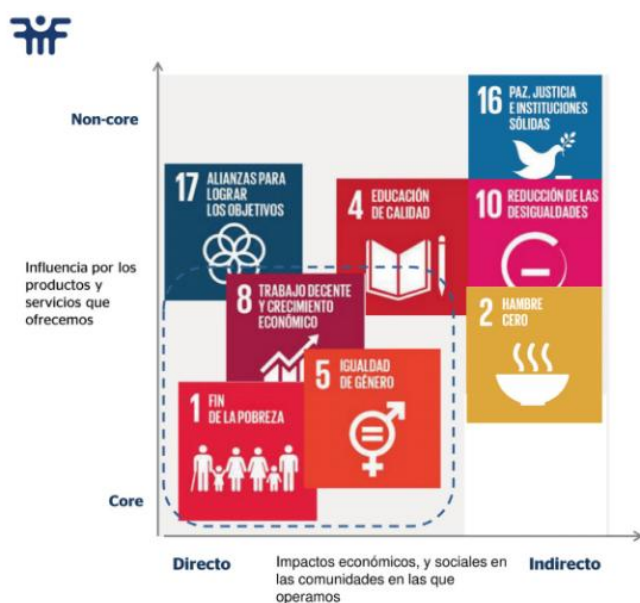 Non-core
16 PAZ, JUSTICIA
E INSTITUCIONES
SÓLIDAS
17 ALIANZAS PARA
LOGRAR
LOS OBJETIVOS
4 EDUCACIÓN
DE CALIDAD
10 REDUCCIÓN DE LAS
DESIGUALDADES
Influencia por los
productos y
servicios que
ofrecemos
8 TRABAJO DECENTE
Y CRECIMIENTO
ECONÓMICO
2 HAMBRE
CERO
5 IGUALDAD
DE GÉNERO
1 FIN
DE LA POBREZA
Core
Directo
Impactos económicos, y sociales en
las comunidades en las que
operamos
Indirecto